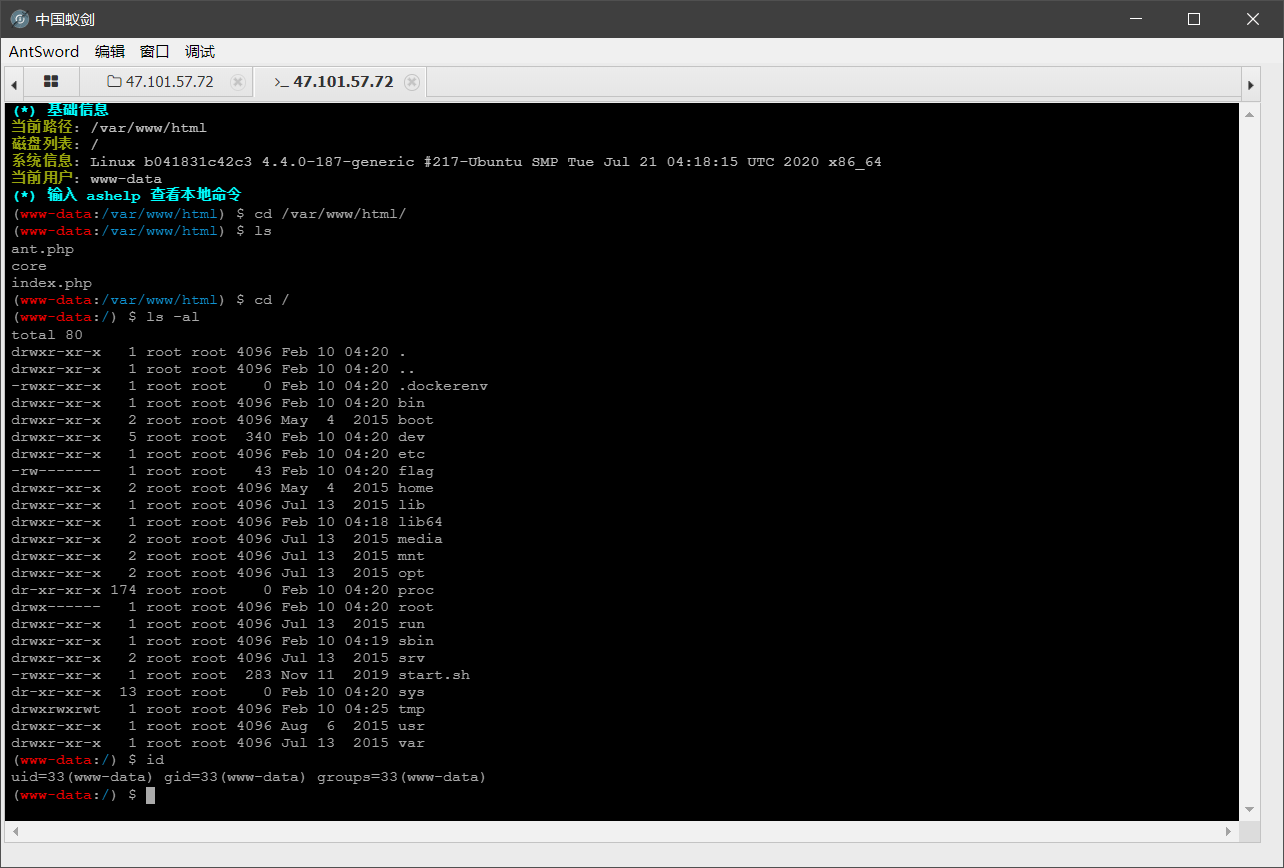 中国蚁剑
AntSword 编辑 窗口 调试
47.101.57.72 >_ 47.101.57.72
(*) 基础信息
当前路径: /var/www/html
磁盘列表: /
系统信息: Linux b041831c42c3 4.4.0-187-generic #217-Ubuntu SMP Tue Jul 21 04:18:15 UTC 2020 x86_64
当前用户: www-data
(*) 输入 ashelp 查看本地命令
(www-data:/var/www/html) $ cd /var/www/html/
(www-data:/var/www/html) $ ls
ant.php
core
index.php
(www-data:/var/www/html) $ cd /
(www-data:/) $ ls -al
total 80
drwxr-xr-x   1 root root 4096 Feb 10 04:20 .
drwxr-xr-x   1 root root 4096 Feb 10 04:20 ..
-rwxr-xr-x   1 root root    0 Feb 10 04:20 .dockerenv
drwxr-xr-x   1 root root 4096 Feb 10 04:20 bin
drwxr-xr-x   2 root root 4096 May  4  2015 boot
drwxr-xr-x   5 root root  340 Feb 10 04:20 dev
drwxr-xr-x   1 root root 4096 Feb 10 04:20 etc
-rw-------   1 root root   43 Feb 10 04:20 flag
drwxr-xr-x   2 root root 4096 May  4  2015 home
drwxr-xr-x   1 root root 4096 Jul 13  2015 lib
drwxr-xr-x   1 root root 4096 Feb 10 04:18 lib64
drwxr-xr-x   2 root root 4096 Jul 13  2015 media
drwxr-xr-x   2 root root 4096 Jul 13  2015 mnt
drwxr-xr-x   2 root root 4096 Jul 13  2015 opt
dr-xr-xr-x 174 root root    0 Feb 10 04:20 proc
drwx------   1 root root 4096 Feb 10 04:20 root
drwxr-xr-x   1 root root 4096 Jul 13  2015 run
drwxr-xr-x   1 root root 4096 Feb 10 04:19 sbin
drwxr-xr-x   2 root root 4096 Jul 13  2015 srv
-rwxr-xr-x   1 root root  283 Nov 11  2019 start.sh
dr-xr-xr-x  13 root root    0 Feb 10 04:20 sys
drwxrwxrwt   1 root root 4096 Feb 10 04:25 tmp
drwxr-xr-x   1 root root 4096 Aug  6  2015 usr
drwxr-xr-x   1 root root 4096 Jul 13  2015 var
(www-data:/) $ id
uid=33(www-data) gid=33(www-data) groups=33(www-data)
(www-data:/) $